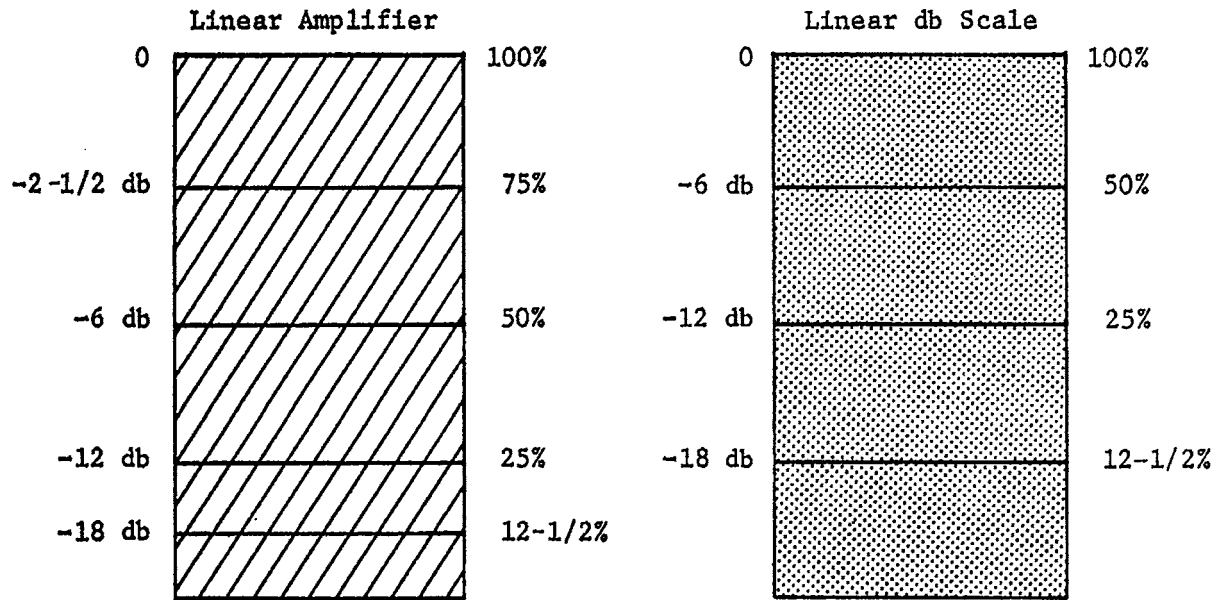 Linear Amplifier
0 100%
-2-1/2 db 75%
-6 db 50%
-12 db 25%
-18 db 12-1/2%
Linear db Scale
0 100%
-6 db 50%
-12 db 25%
-18 db 12-1/2%